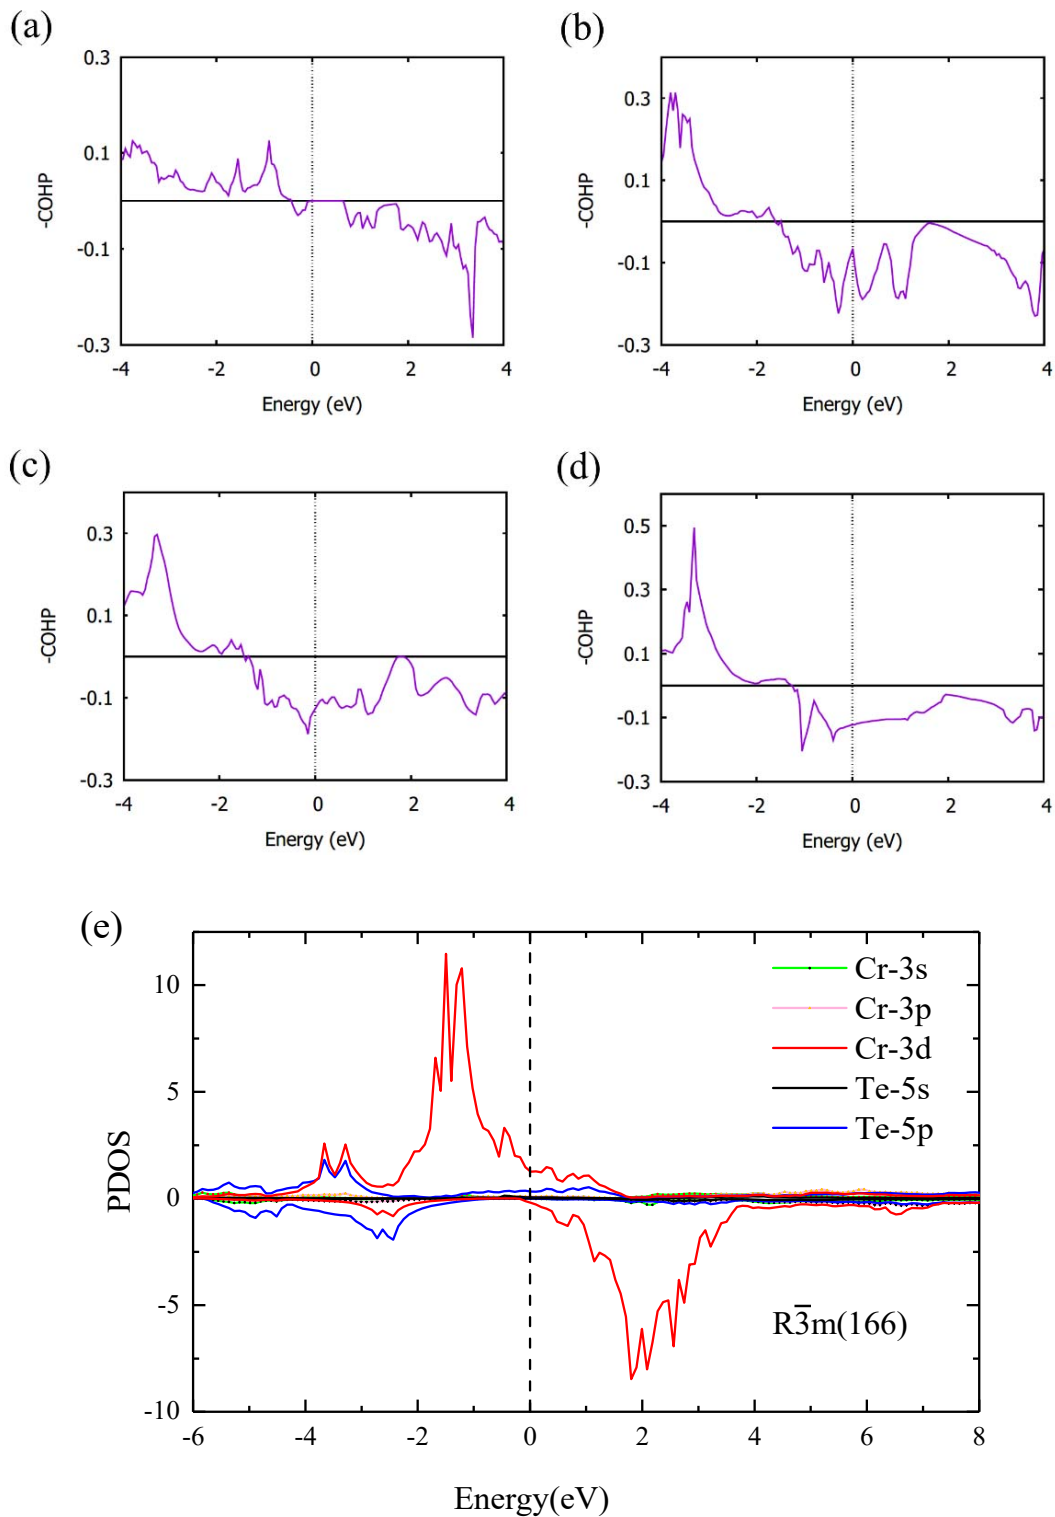 (a)
0.3
0.1
-0.1
-0.3
-COHP
-4 -2 0 2 4
Energy (eV)
(b)
0.3
0.1
-0.1
-0.3
-COHP
-4 -2 0 2 4
Energy (eV)
(c)
0.3
0.1
-0.1
-0.3
-COHP
-4 -2 0 2 4
Energy (eV)
(d)
0.5
0.3
0.1
-0.1
-0.3
-COHP
-4 -2 0 2 4
Energy (eV)
(e)
10
5
0
-5
-10
PDOS
Cr-3s
Cr-3p
Cr-3d
Te-5s
Te-5p
R3̅m(166)
-6 -4 -2 0 2 4 6 8
Energy(eV)